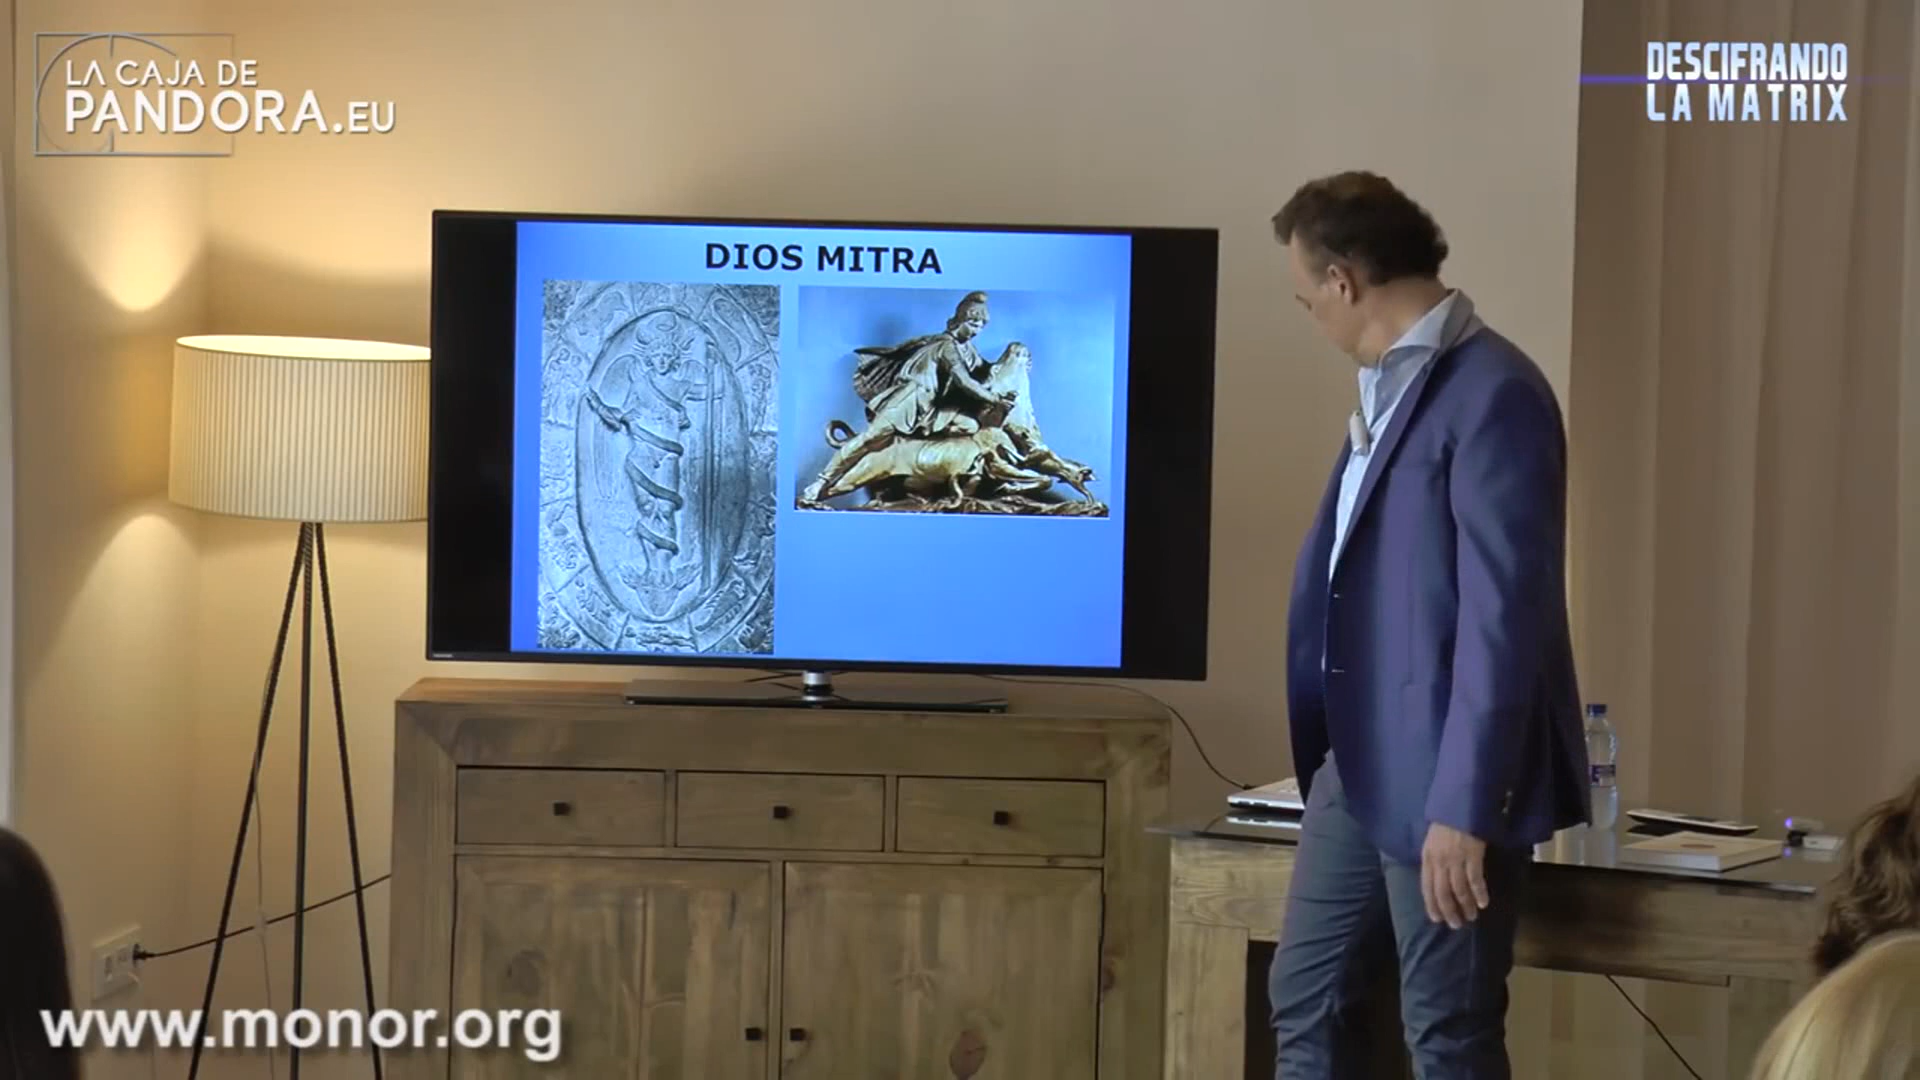 LA CAJA DE
PANDORA.EU
DESCIFRANDO
LA MATRIX
DIOS MITRA
www.monor.org